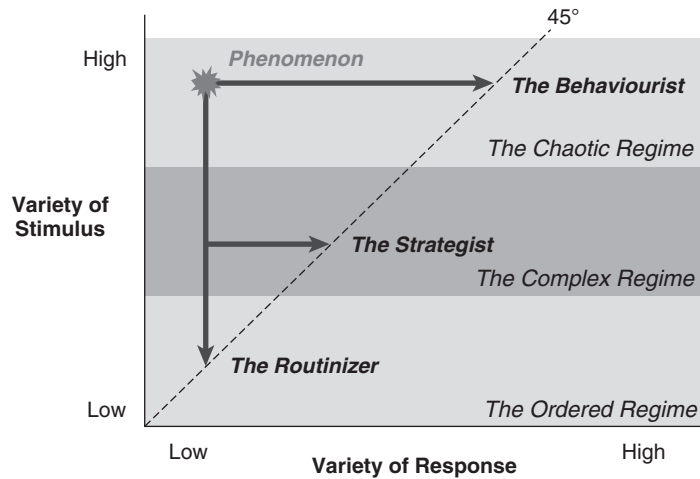 45°
High
Phenomenon
The Behaviourist
The Chaotic Regime
Variety of
Stimulus
The Strategist
The Complex Regime
The Routinizer
Low
The Ordered Regime
Low
High
Variety of Response